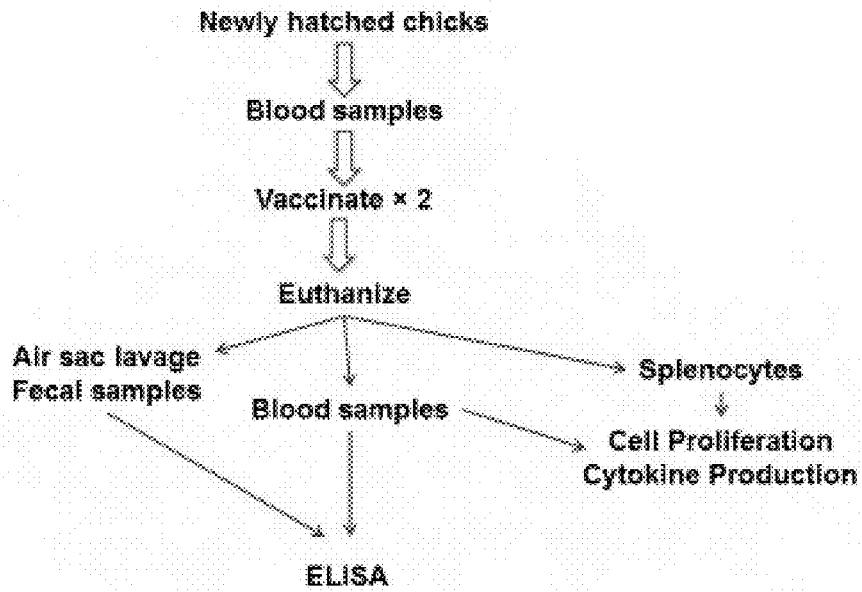 Newly hatched chicks
Blood samples
Vaccinate × 2
Euthanize
Air sac lavage
Fecal samples
Blood samples
Splenocytes
Cell Proliferation
Cytokine Production
ELISA